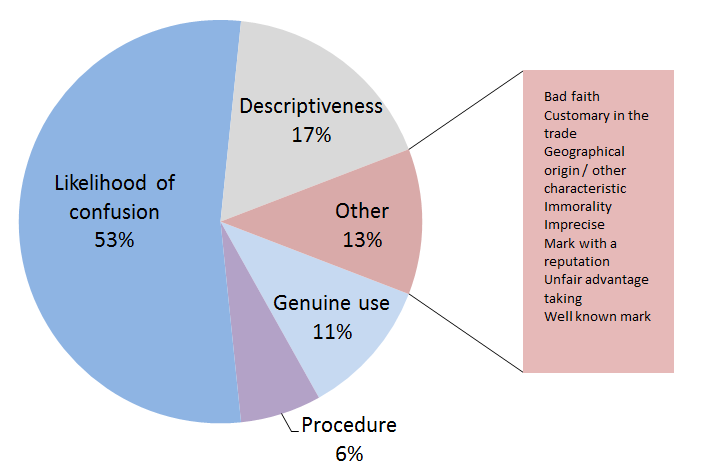 Descriptiveness
17%
Likelihood of
confusion
53%
Other
13%
Genuine use
11%
Procedure
6%
Bad faith
Customary in the
trade
Geographical
origin / other
characteristic
Immorality
Imprecise
Mark with a
reputation
Unfair advantage
taking
Well known mark